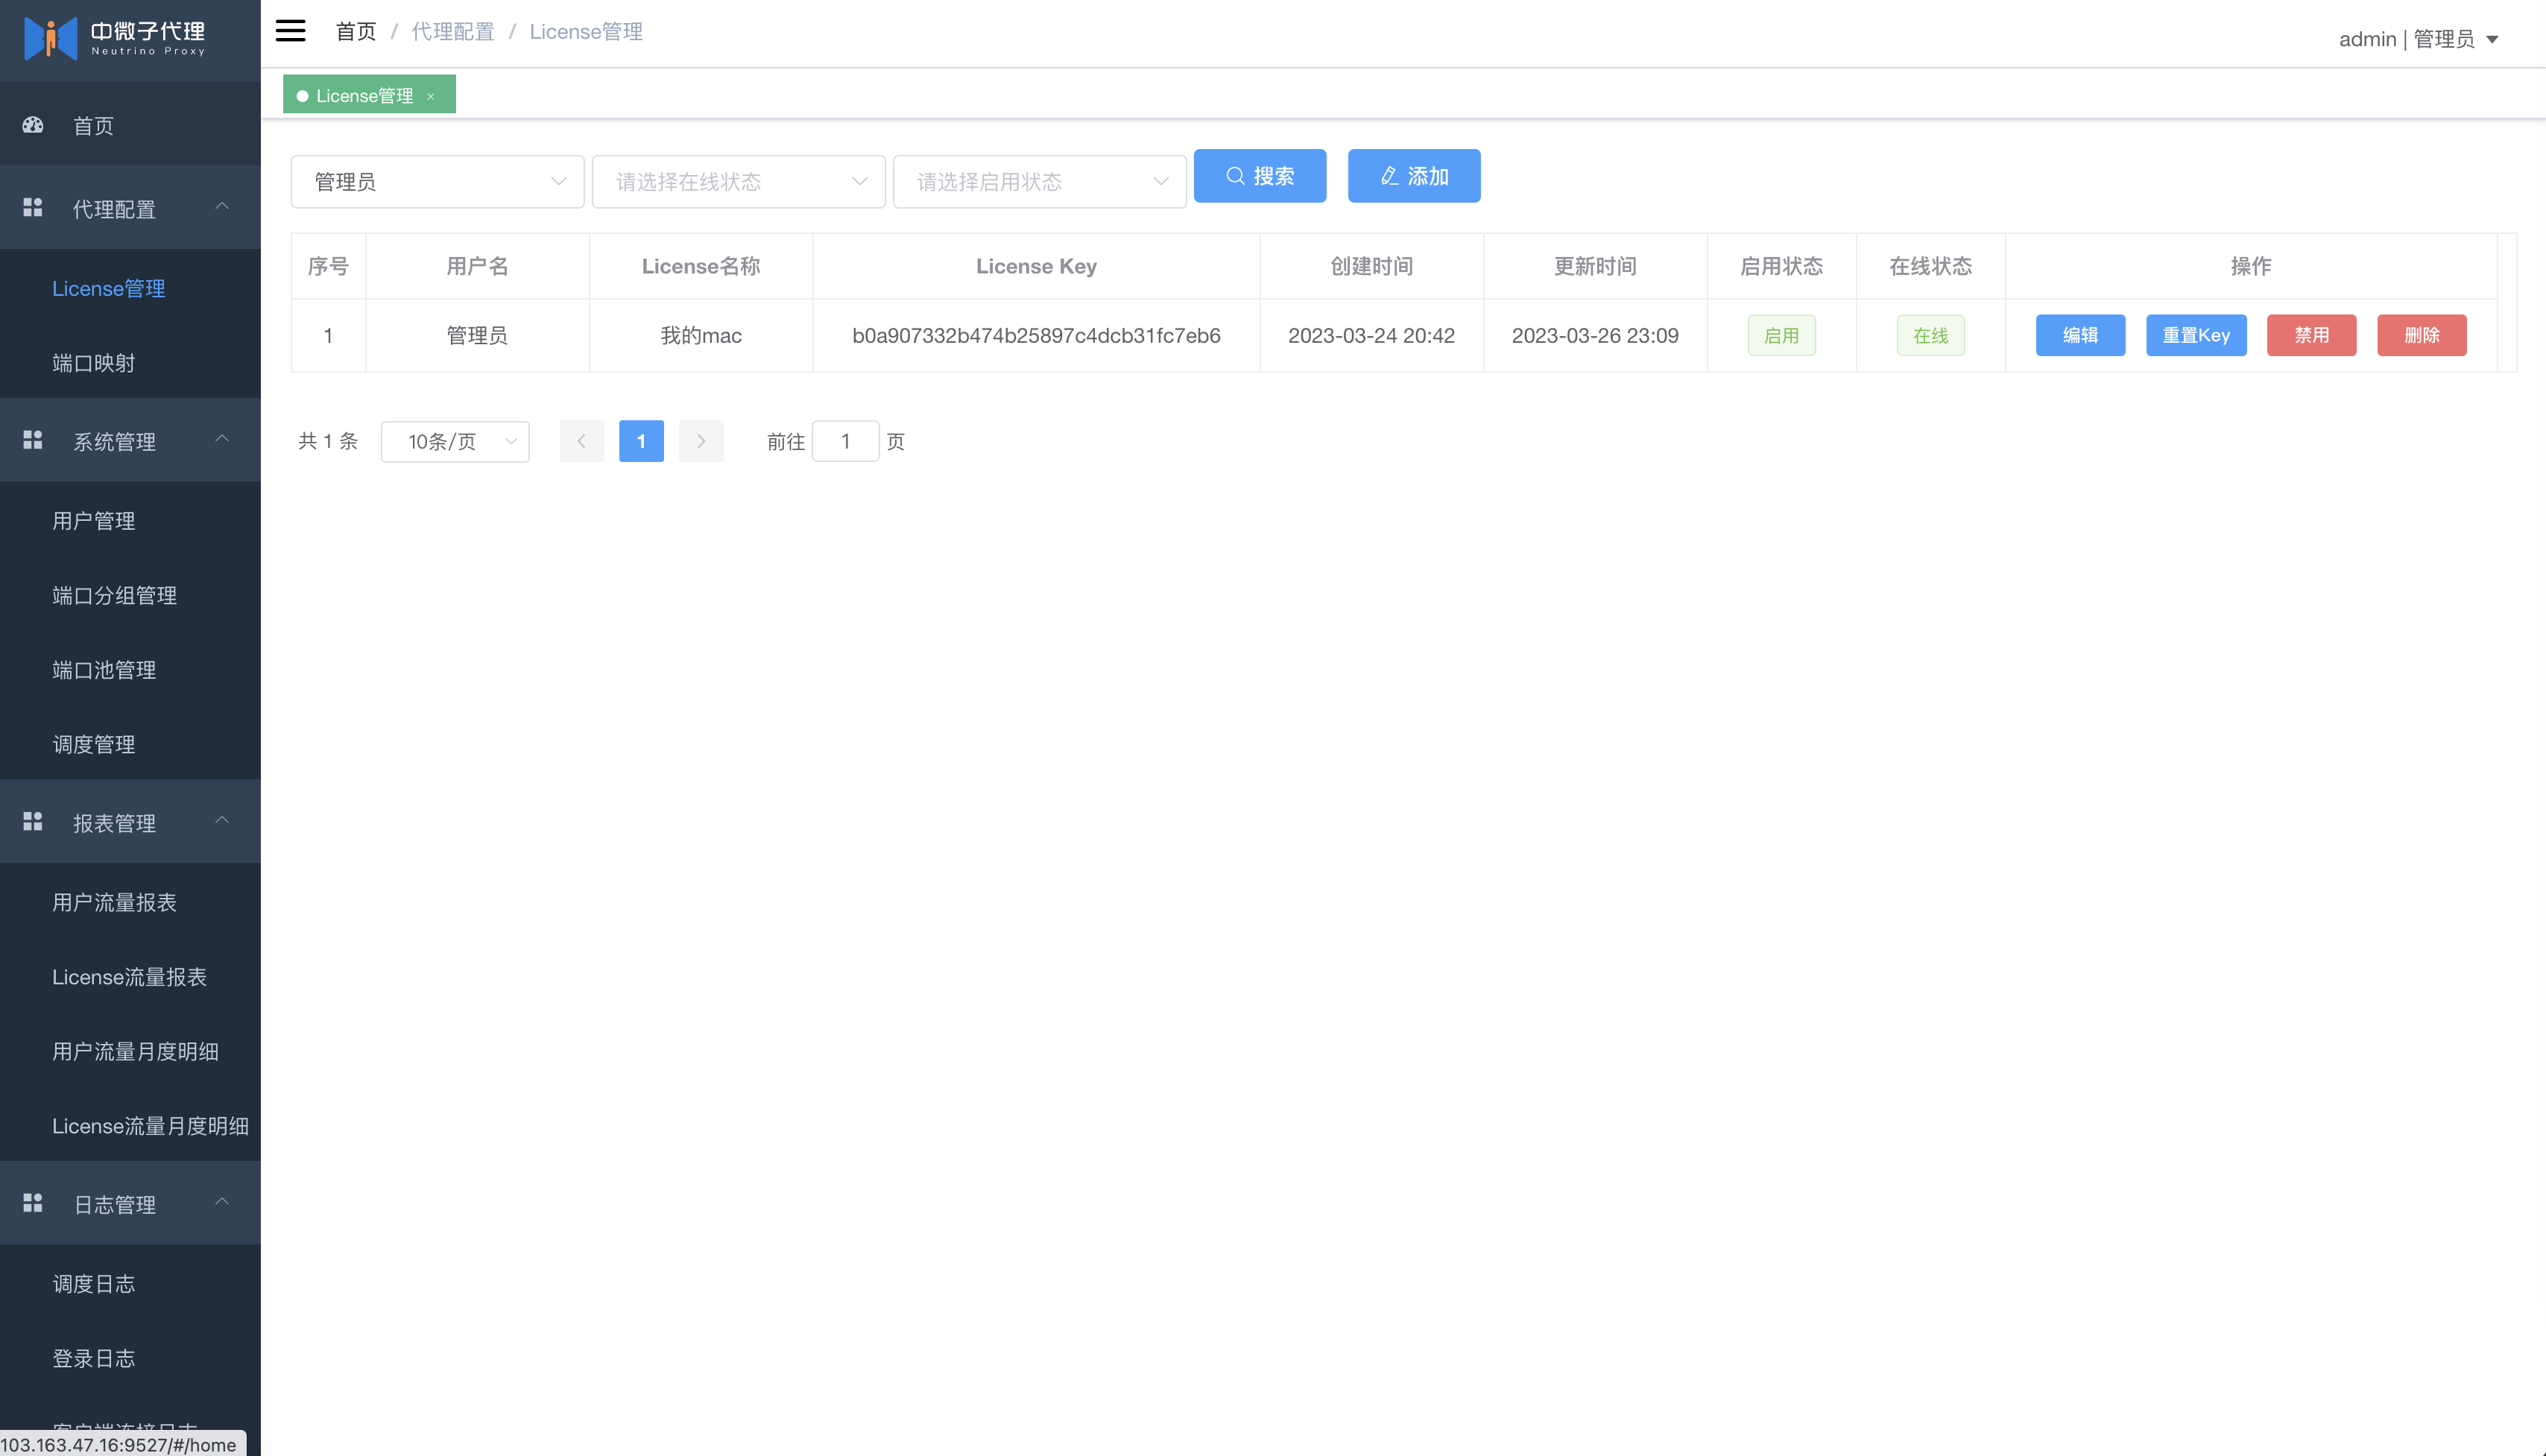 中微子代理
Neutrino Proxy
首页 / 代理配置 / License管理
admin | 管理员
License管理 ×
首页
代理配置
License管理
端口映射
系统管理
用户管理
端口分组管理
端口池管理
调度管理
报表管理
用户流量报表
License流量报表
用户流量月度明细
License流量月度明细
日志管理
调度日志
登录日志
103.163.47.16:9527/#/home
管理员 请选择在线状态 请选择启用状态 搜索 添加
序号 用户名 License名称 License Key 创建时间 更新时间 启用状态 在线状态 操作
1 管理员 我的mac b0a907332b474b25897c4dcb31fc7eb6 2023-03-24 20:42 2023-03-26 23:09 启用 在线 编辑 重置Key 禁用 删除
共 1 条 10条/页 1 前往 1 页